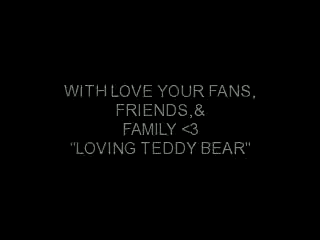 WITH LOVE YOUR FANS,
FRIENDS,&
FAMILY <3
"LOVING TEDDY BEAR"